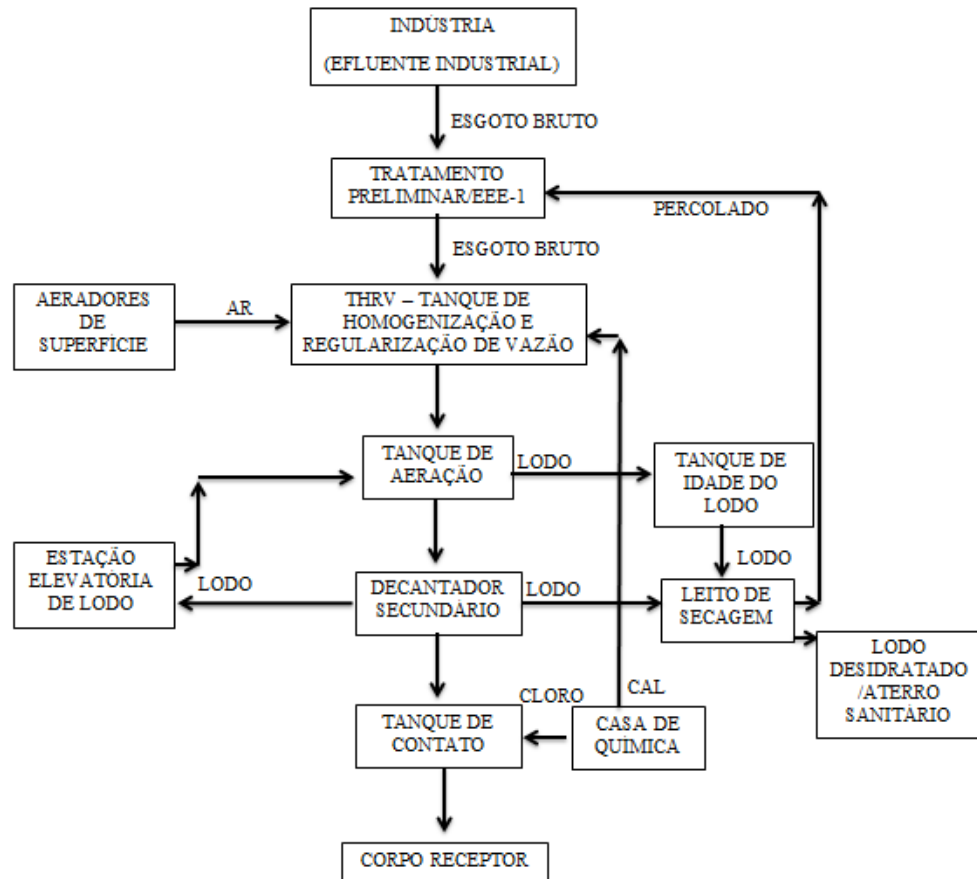 INDÚSTRIA
(EFLUENTE INDUSTRIAL)
ESGOTO BRUTO
TRATAMENTO
PRELIMINAR/EEE-1
PERCOLADO
ESGOTO BRUTO
AERADORES
DE
SUPERFÍCIE
AR
THRV – TANQUE DE
HOMOGENIZAÇÃO E
REGULARIZAÇÃO DE VAZÃO
TANQUE DE
AERAÇÃO
LODO
TANQUE DE
IDADE DO
LODO
LODO
ESTAÇÃO
ELEVATÓRIA
DE LODO
LODO
DECANTADOR
SECUNDÁRIO
LODO
LEITO DE
SECAGEM
LODO
DESIDRATADO
/ATERRO
SANITÁRIO
CLORO
CAL
TANQUE DE
CONTATO
CASA DE
QUÍMICA
CORPO RECEPTOR